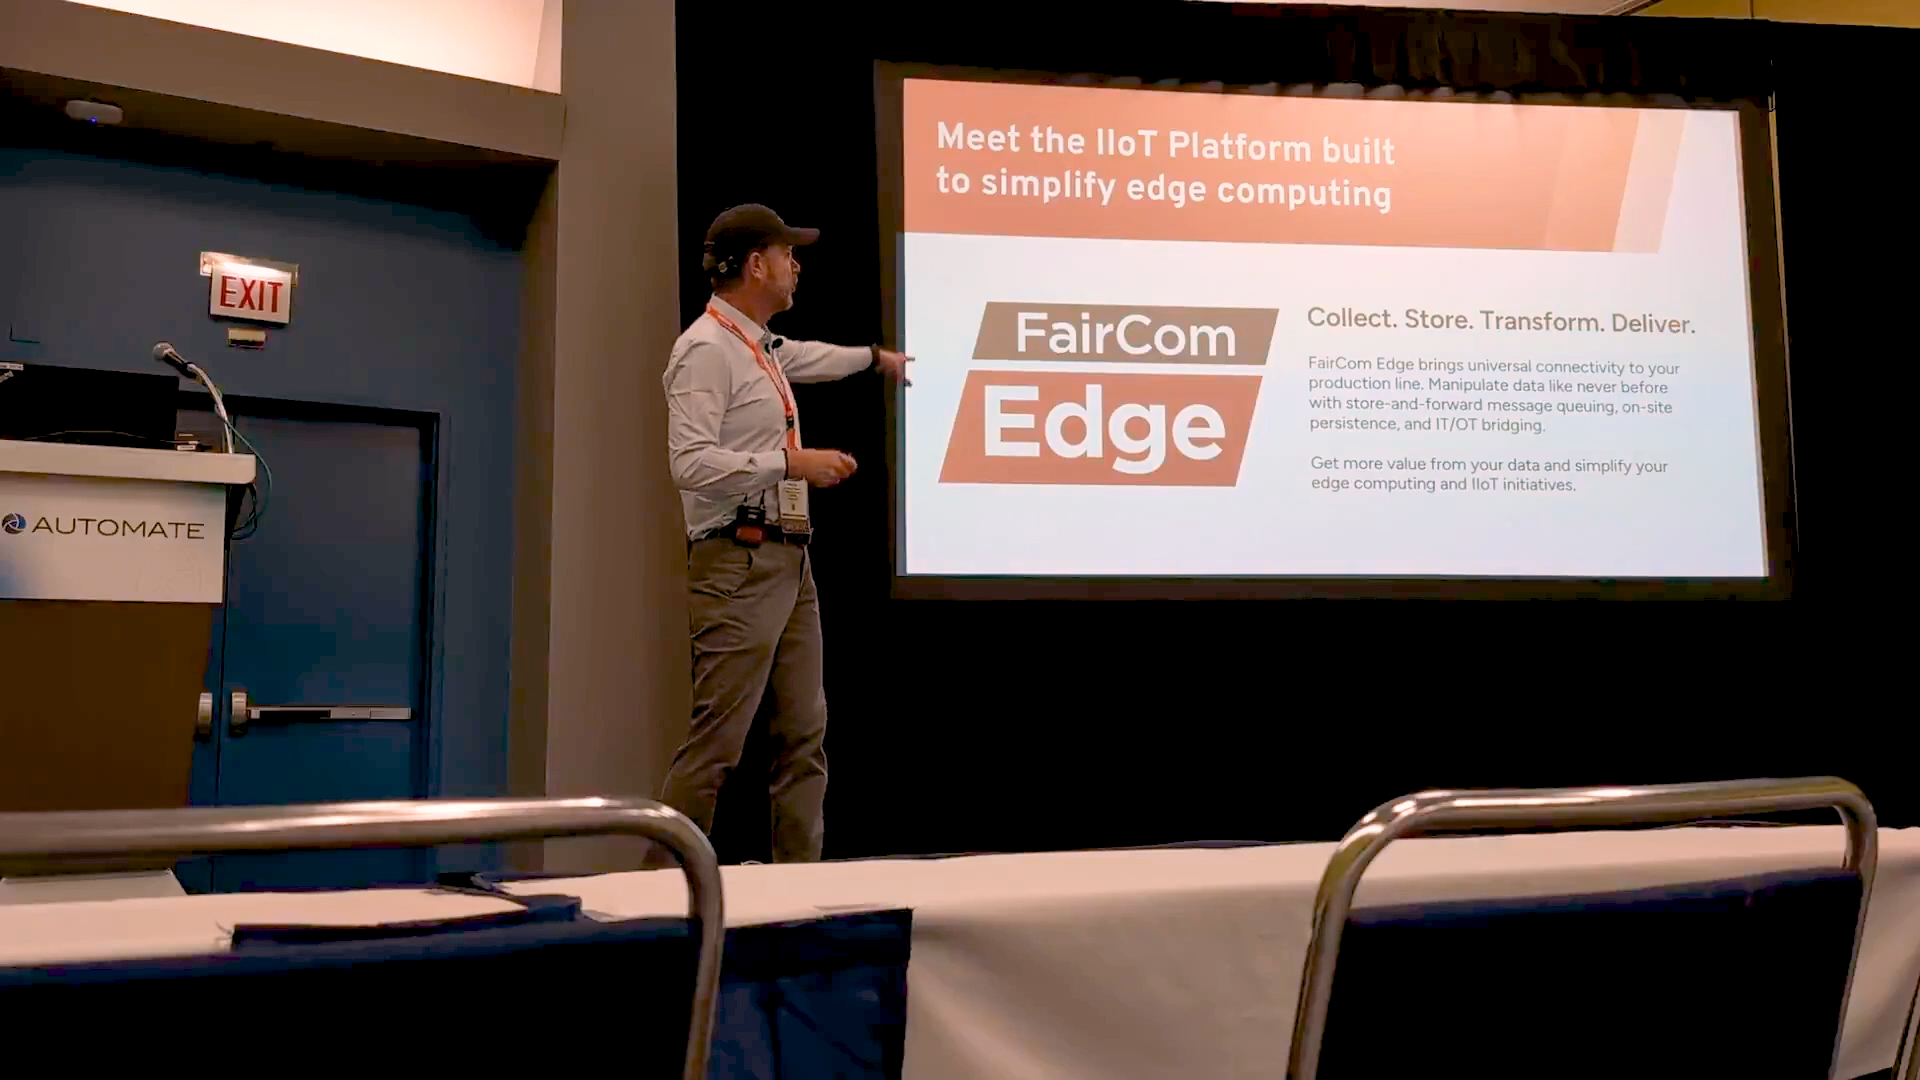 Meet the IIoT Platform built
to simplify edge computing
EXIT
FairCom
Edge
Collect. Store. Transform. Deliver.
FairCom Edge brings universal connectivity to your
production line. Manipulate data like never before
with store-and-forward message queuing, on-site
persistence, and IT/OT bridging.
Get more value from your data and simplify your
edge computing and IIoT initiatives.
AUTOMATE